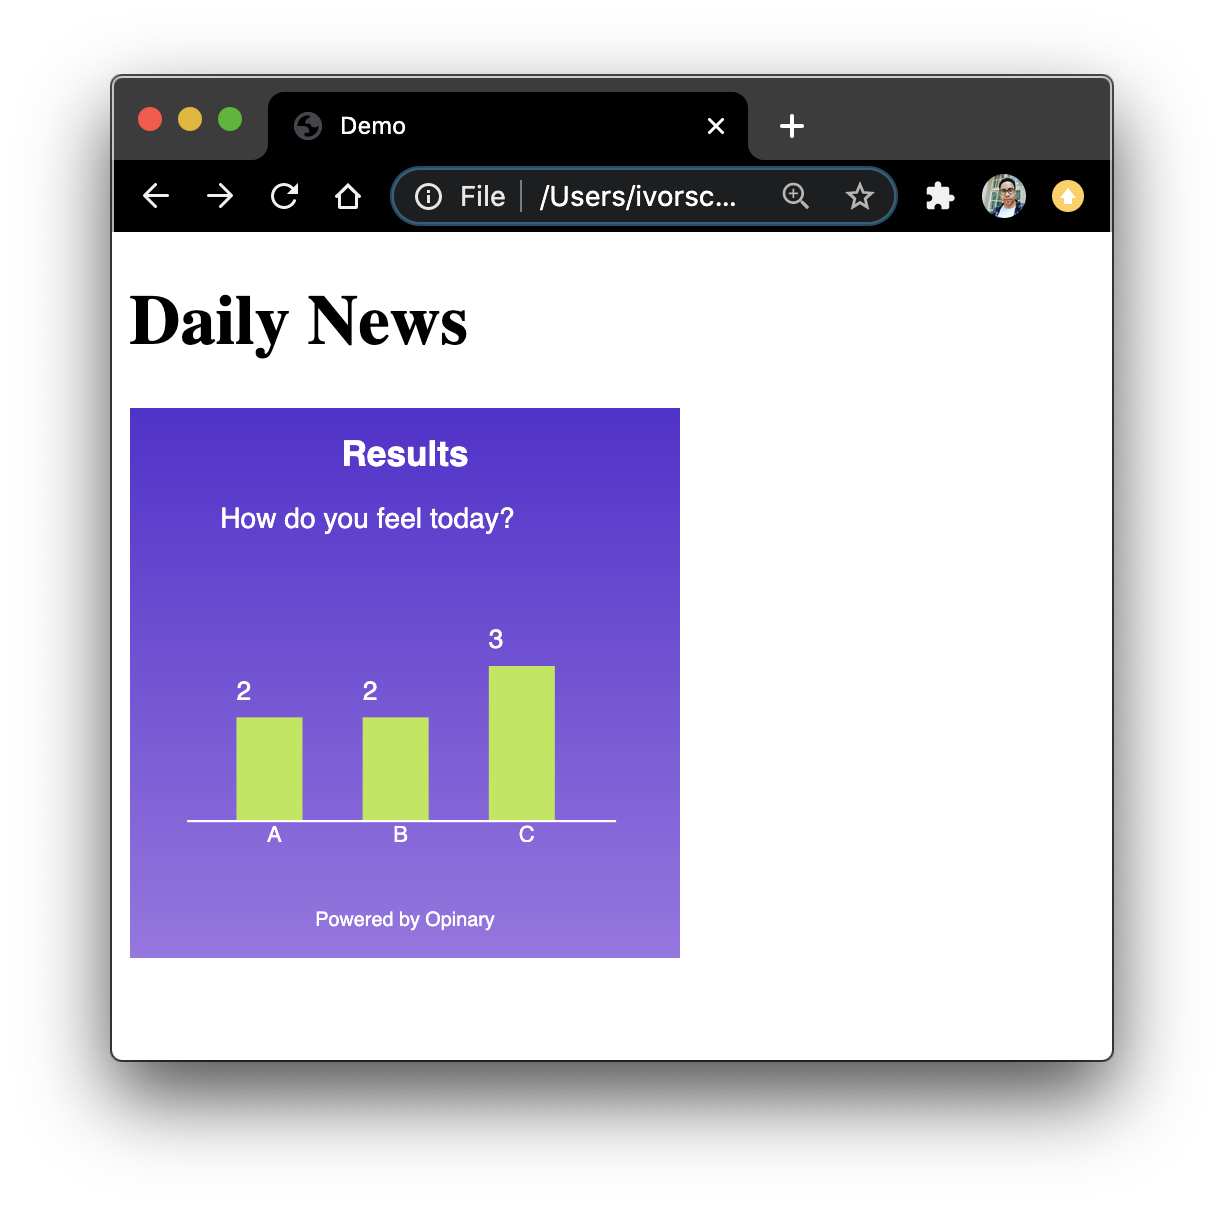 Demo
File /Users/ivorsc...
Daily News
Results
How do you feel today?
3
2 2
A B C
Powered by Opinary